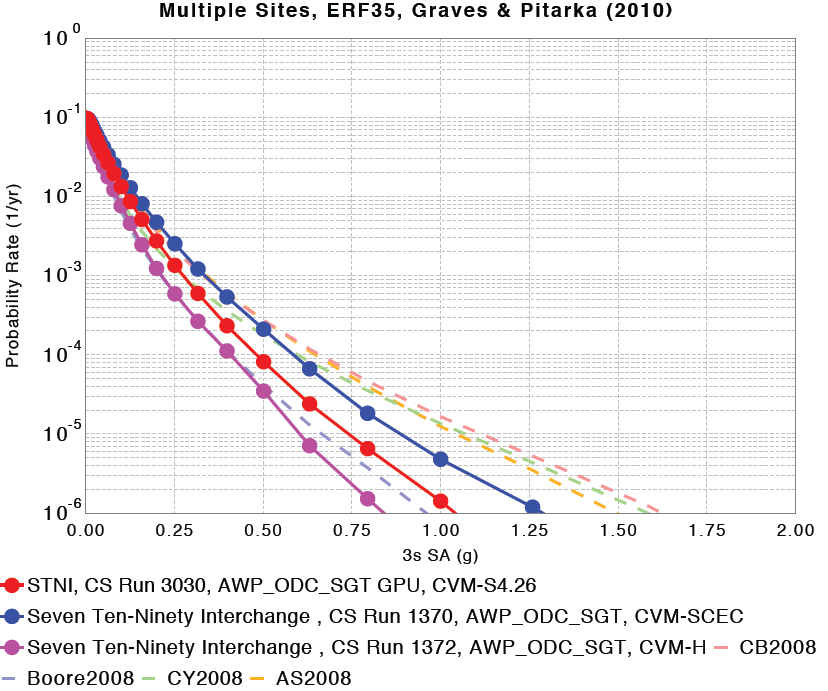 Multiple Sites, ERF35, Graves & Pitarka (2010)
10^0
10^-1
10^-2
10^-3
10^-4
10^-5
10^-6
Probability Rate (1/yr)
0.00 0.25 0.50 0.75 1.00 1.25 1.50 1.75 2.00
3s SA (g)
STNI, CS Run 3030, AWP_ODC_SGT GPU, CVM-S4.26
Seven Ten-Ninety Interchange , CS Run 1370, AWP_ODC_SGT, CVM-SCEC
Seven Ten-Ninety Interchange , CS Run 1372, AWP_ODC_SGT, CVM-H CB2008
Boore2008 CY2008 AS2008